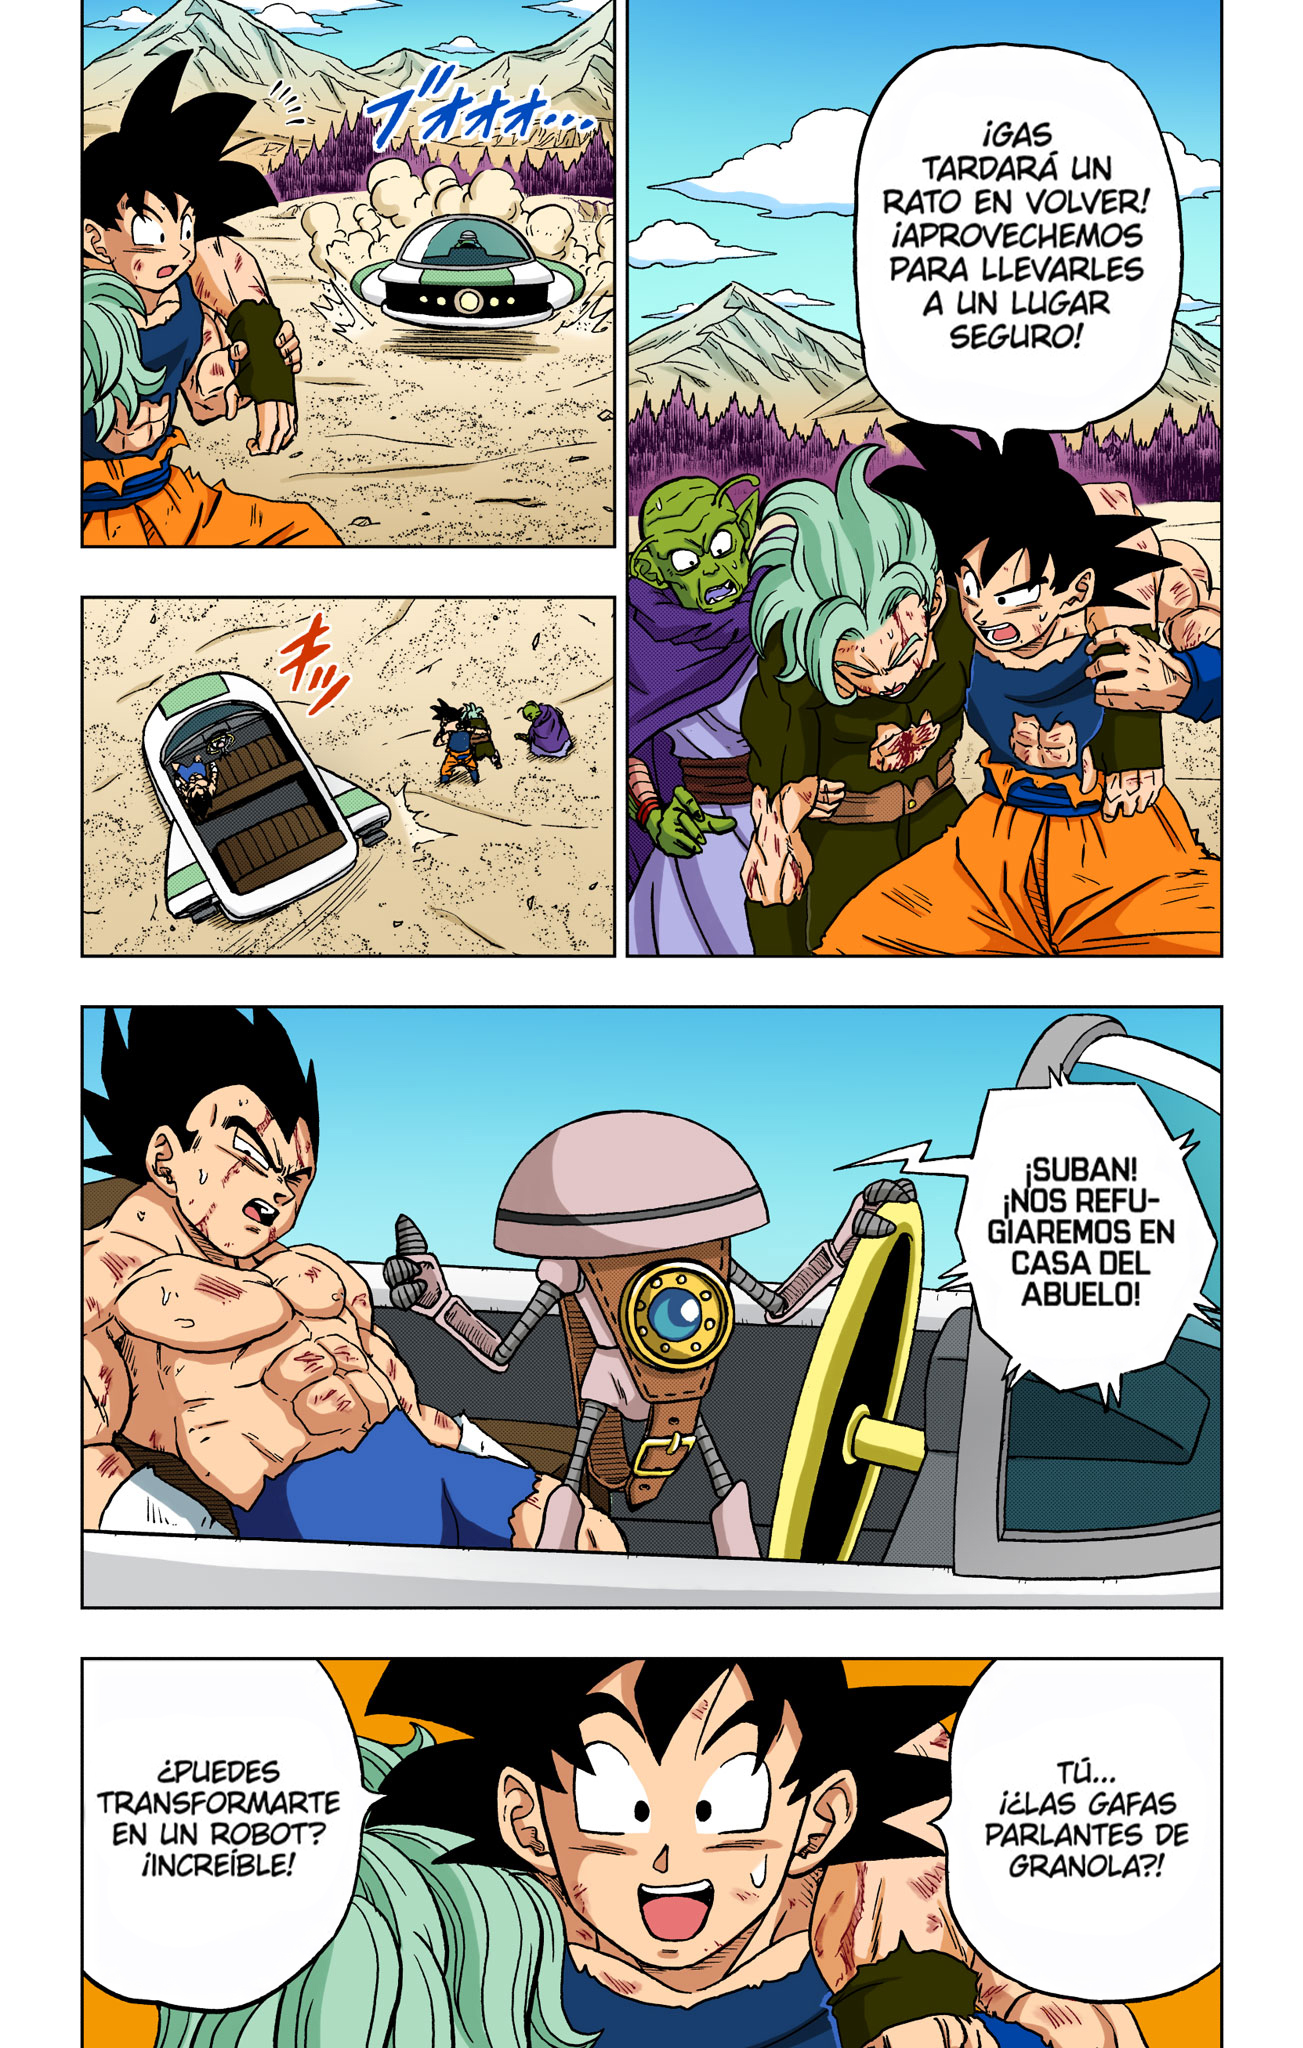 ¡GAS
TARDARÁ UN
RATO EN VOLVER!
¡APROVECHEMOS
PARA LLEVARLES
A UN LUGAR
SEGURO!
ブオオオ...
キッ
¡SUBAN!
¡NOS REFU-
GIAREMOS EN
CASA DEL
ABUELO!
TÚ...
¡¿LAS GAFAS
PARLANTES DE
GRANOLA?!
¿PUEDES
TRANSFORMARTE
EN UN ROBOT?
¡INCREÍBLE!